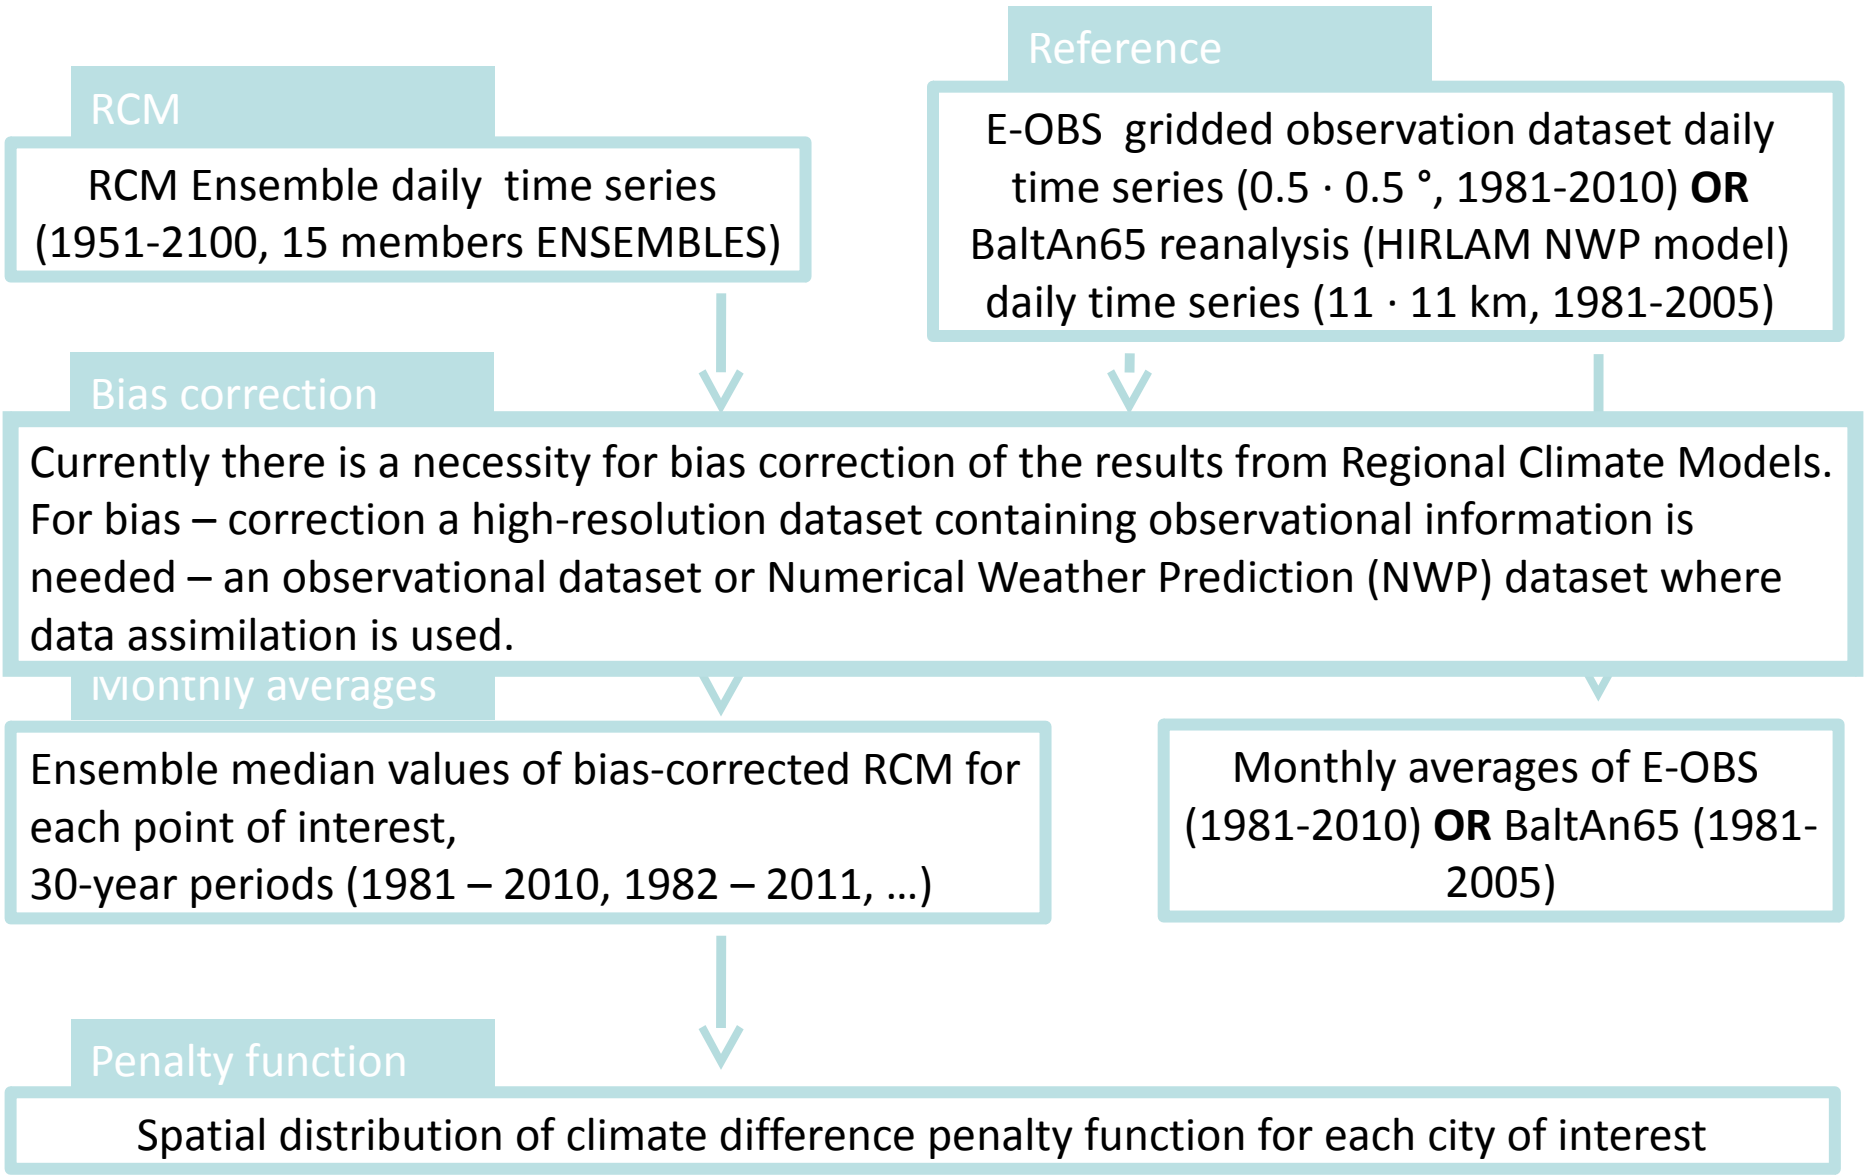 Reference
RCM
E-OBS gridded observation dataset daily
time series (0.5 · 0.5 °, 1981-2010) OR
BaltAn65 reanalysis (HIRLAM NWP model)
daily time series (11 · 11 km, 1981-2005)
RCM Ensemble daily time series
(1951-2100, 15 members ENSEMBLES)
Bias correction
Currently there is a necessity for bias correction of the results from Regional Climate Models.
For bias – correction a high-resolution dataset containing observational information is
needed – an observational dataset or Numerical Weather Prediction (NWP) dataset where
data assimilation is used.
Monthly averages
Ensemble median values of bias-corrected RCM for
each point of interest,
30-year periods (1981 – 2010, 1982 – 2011, …)
Monthly averages of E-OBS
(1981-2010) OR BaltAn65 (1981-
2005)
Penalty function
Spatial distribution of climate difference penalty function for each city of interest